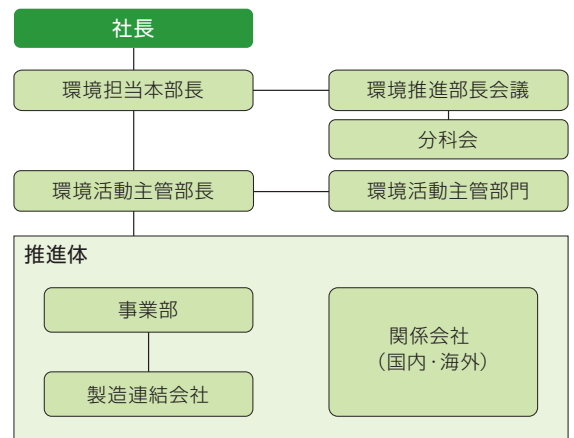 社長
環境担当本部長
環境推進部長会議
分科会
環境活動主管部長
環境活動主管部門
推進体
事業部
製造連結会社
関係会社
（国内・海外）